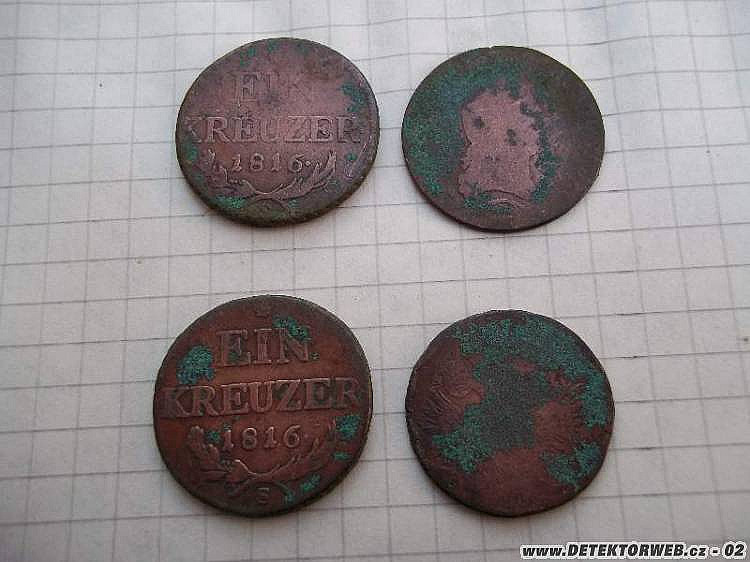 EIN
KREUZER
1816.
EIN
KREUZER
1816
S
www.DETEKTORWEB.cz - 02